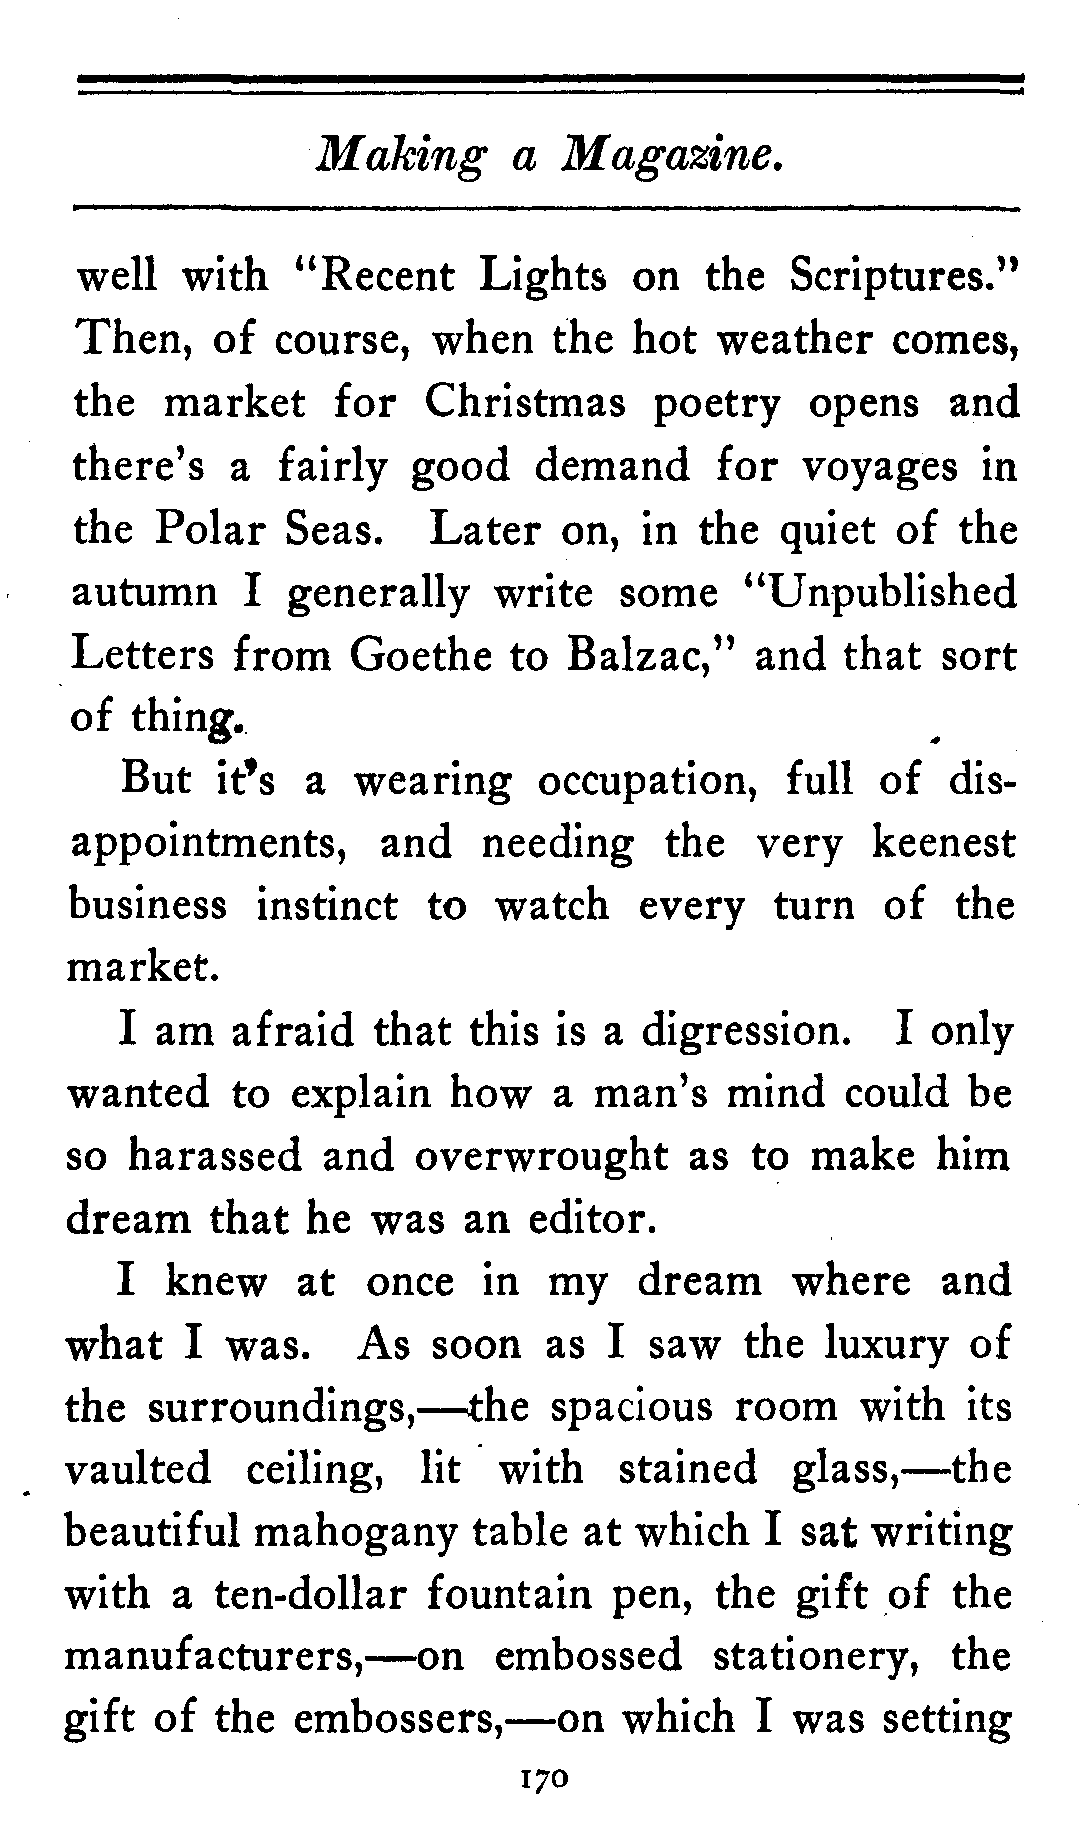 Making a Magazine.
well with "Recent Lights on the Scriptures."
Then, of course, when the hot weather comes,
the market for Christmas poetry opens and
there's a fairly good demand for voyages in
the Polar Seas. Later on, in the quiet of the
autumn I generally write some "Unpublished
Letters from Goethe to Balzac," and that sort
of thing.
But it's a wearing occupation, full of dis-
appointments, and needing the very keenest
business instinct to watch every turn of the
market.
I am afraid that this is a digression. I only
wanted to explain how a man's mind could be
so harassed and overwrought as to make him
dream that he was an editor.
I knew at once in my dream where and
what I was. As soon as I saw the luxury of
the surroundings,—the spacious room with its
vaulted ceiling, lit with stained glass,—the
beautiful mahogany table at which I sat writing
with a ten-dollar fountain pen, the gift of the
manufacturers,—on embossed stationery, the
gift of the embossers,—on which I was setting
170